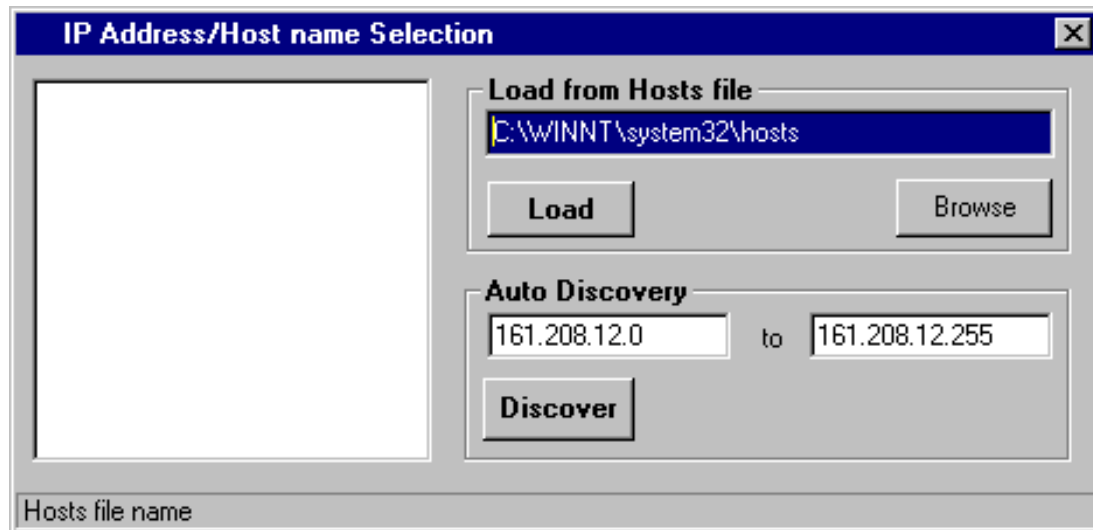 IP Address/Host name Selection
Load from Hosts file
C:\WINNT\system32\hosts
Load
Browse
Auto Discovery
161.208.12.0 to 161.208.12.255
Discover
Hosts file name